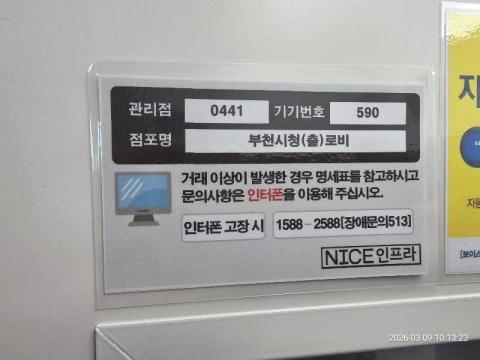 관리점 0441 기기번호 590
점포명 부천시청(출)로비
거래 이상이 발생한 경우 명세표를 참고하시고
문의사항은 인터폰을 이용해 주십시오.
인터폰 고장 시 1588-2588[장애문의513]
NICE인프라
[보이스
2026-03-09 10:13:23